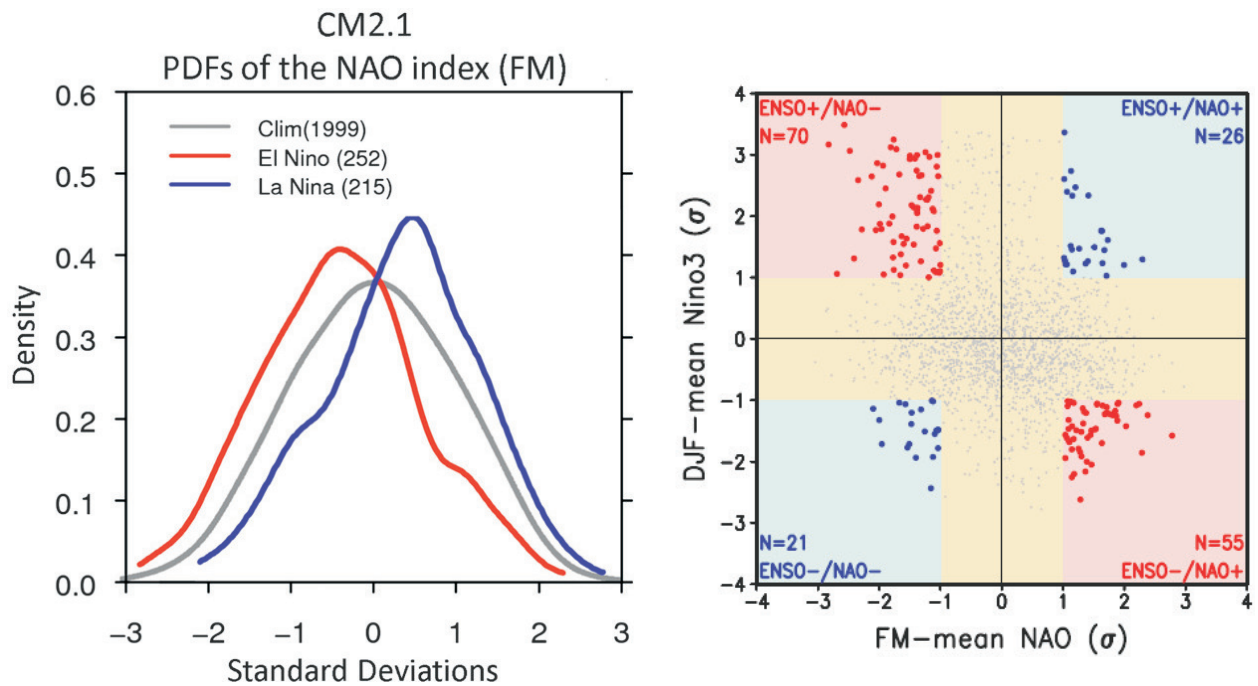 CM2.1
PDFs of the NAO index (FM)
0.6
0.5
0.4
0.3
0.2
0.1
0.0
Density
Clim(1999)
El Nino (252)
La Nina (215)
−3 −2 −1 0 1 2 3
Standard Deviations
4
3
2
1
0
−1
−2
−3
−4
DJF−mean Nino3 (σ)
ENSO+/NAO−
N=70
ENSO+/NAO+
N=26
N=21
ENSO−/NAO−
N=55
ENSO−/NAO+
−4 −3 −2 −1 0 1 2 3 4
FM−mean NAO (σ)